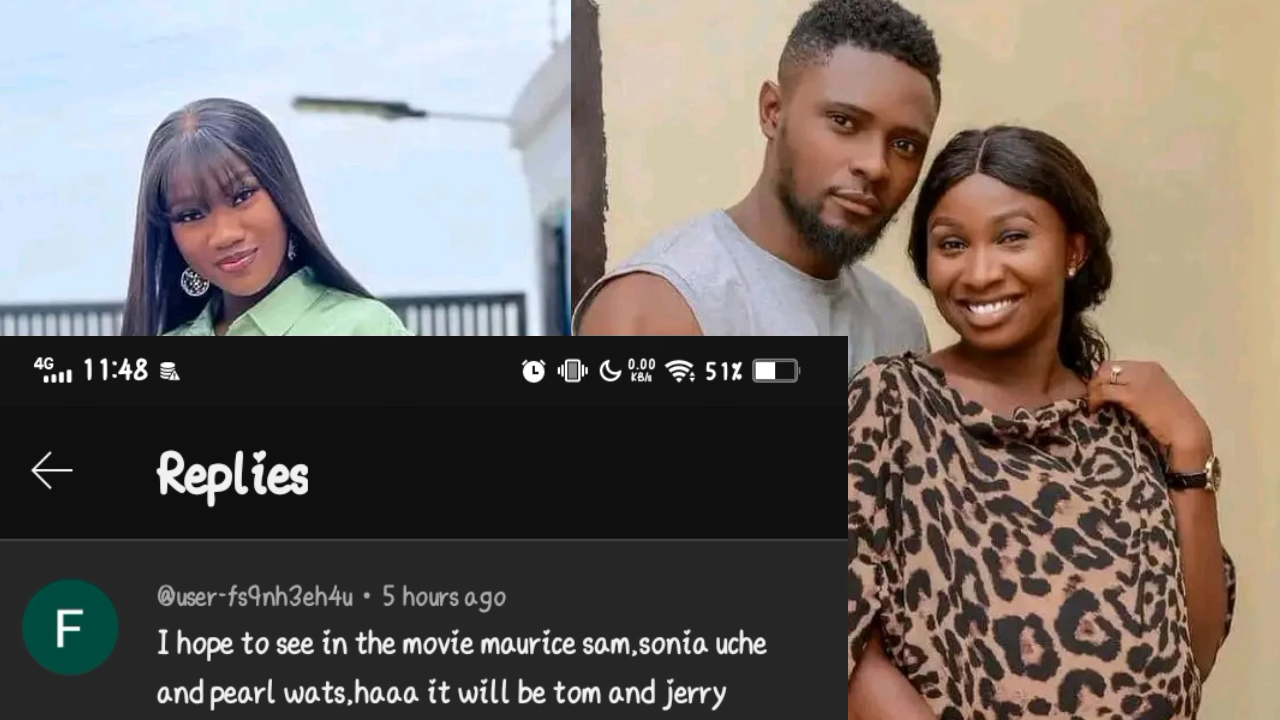 4G 11:48 0.00 KB/s 51%
Replies
F
@user-fs9nh3eh4u • 5 hours ago
I hope to see in the movie maurice sam,sonia uche
and pearl wats,haaa it will be tom and jerry